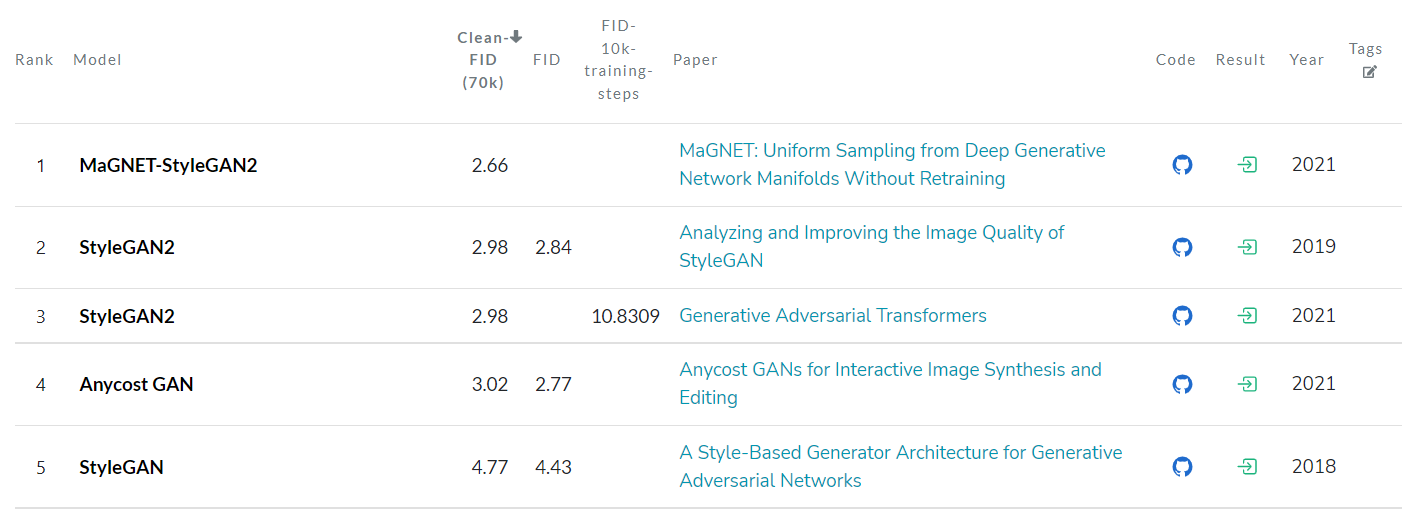 Rank Model Clean-FID (70k) FID FID-10k-training-steps Paper Code Result Year Tags
1 MaGNET-StyleGAN2 2.66 MaGNET: Uniform Sampling from Deep Generative
Network Manifolds Without Retraining 2021
2 StyleGAN2 2.98 2.84 Analyzing and Improving the Image Quality of
StyleGAN 2019
3 StyleGAN2 2.98 10.8309 Generative Adversarial Transformers 2021
4 Anycost GAN 3.02 2.77 Anycost GANs for Interactive Image Synthesis and
Editing 2021
5 StyleGAN 4.77 4.43 A Style-Based Generator Architecture for Generative
Adversarial Networks 2018